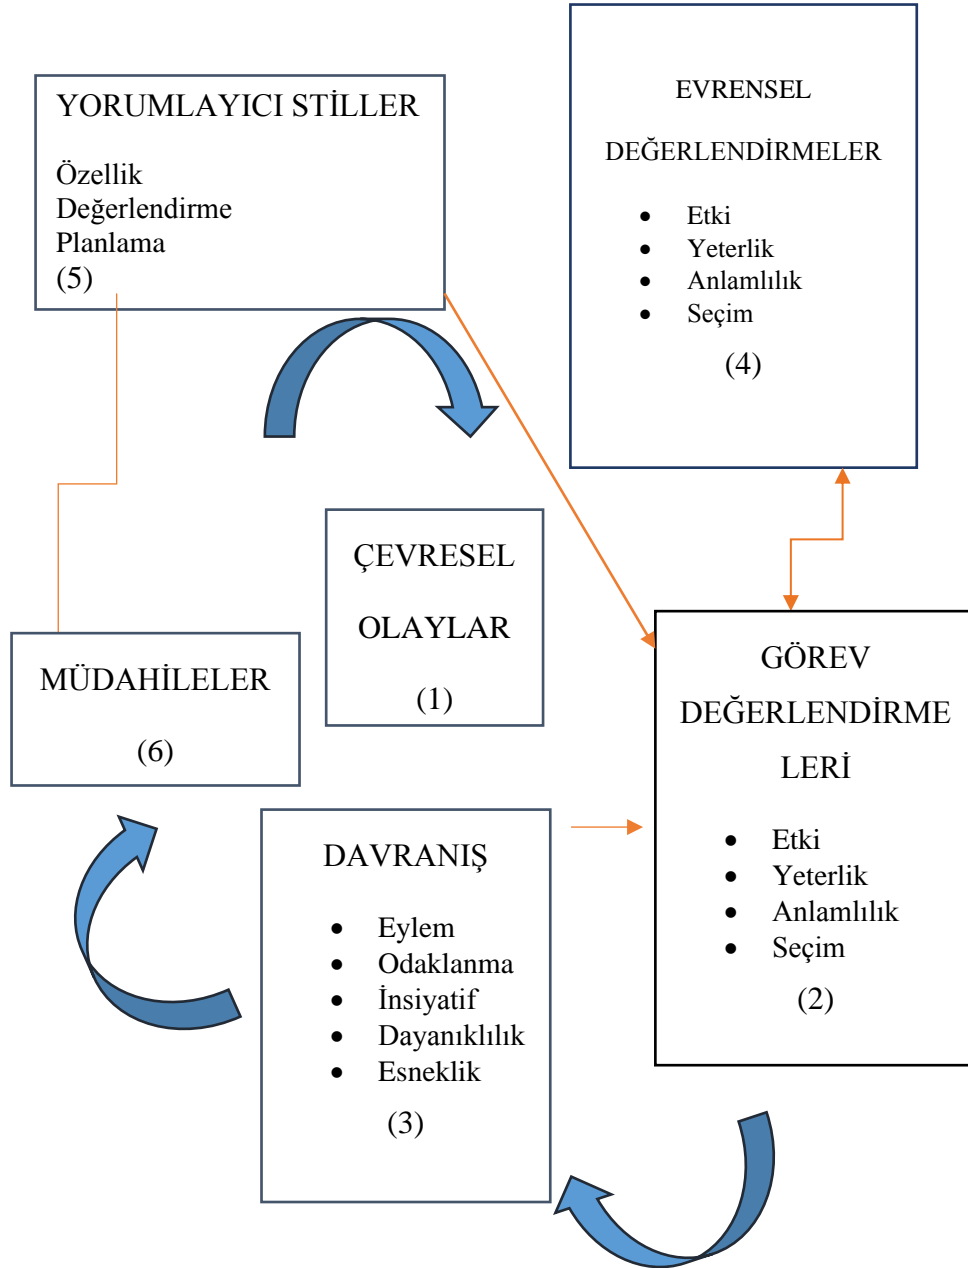 YORUMLAYICI STİLLER
Özellik
Değerlendirme
Planlama
(5)
EVRENSEL
DEĞERLENDİRMELER
• Etki
• Yeterlik
• Anlamlılık
• Seçim
(4)
ÇEVRESEL
OLAYLAR
(1)
MÜDAHİLELER
(6)
GÖREV
DEĞERLENDİRME
LERİ
• Etki
• Yeterlik
• Anlamlılık
• Seçim
(2)
DAVRANIŞ
• Eylem
• Odaklanma
• İnsiyatif
• Dayanıklılık
• Esneklik
(3)